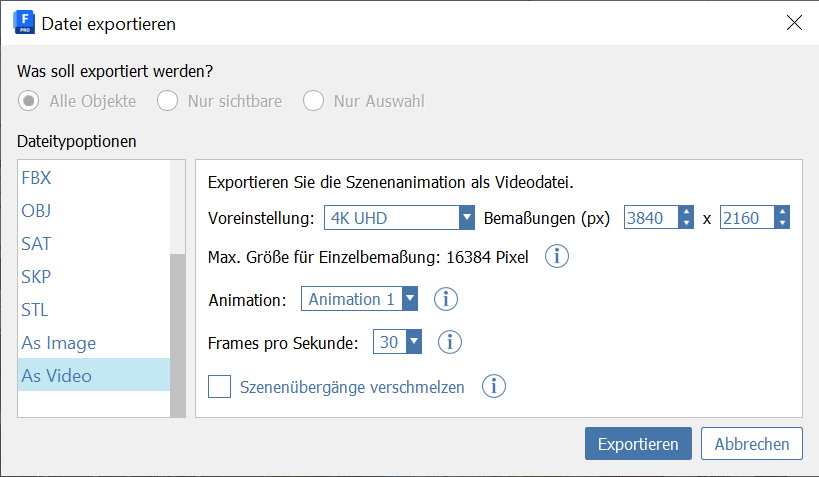 F
PRO
Datei exportieren
Was soll exportiert werden?
Alle Objekte Nur sichtbare Nur Auswahl
Dateitypoptionen
FBX
OBJ
SAT
SKP
STL
As Image
As Video
Exportieren Sie die Szenenanimation als Videodatei.
Voreinstellung: 4K UHD Bemaßungen (px) 3840 x 2160
Max. Größe für Einzelbemaßung: 16384 Pixel i
Animation: Animation 1 i
Frames pro Sekunde: 30 i
Szenenübergänge verschmelzen i
Exportieren Abbrechen